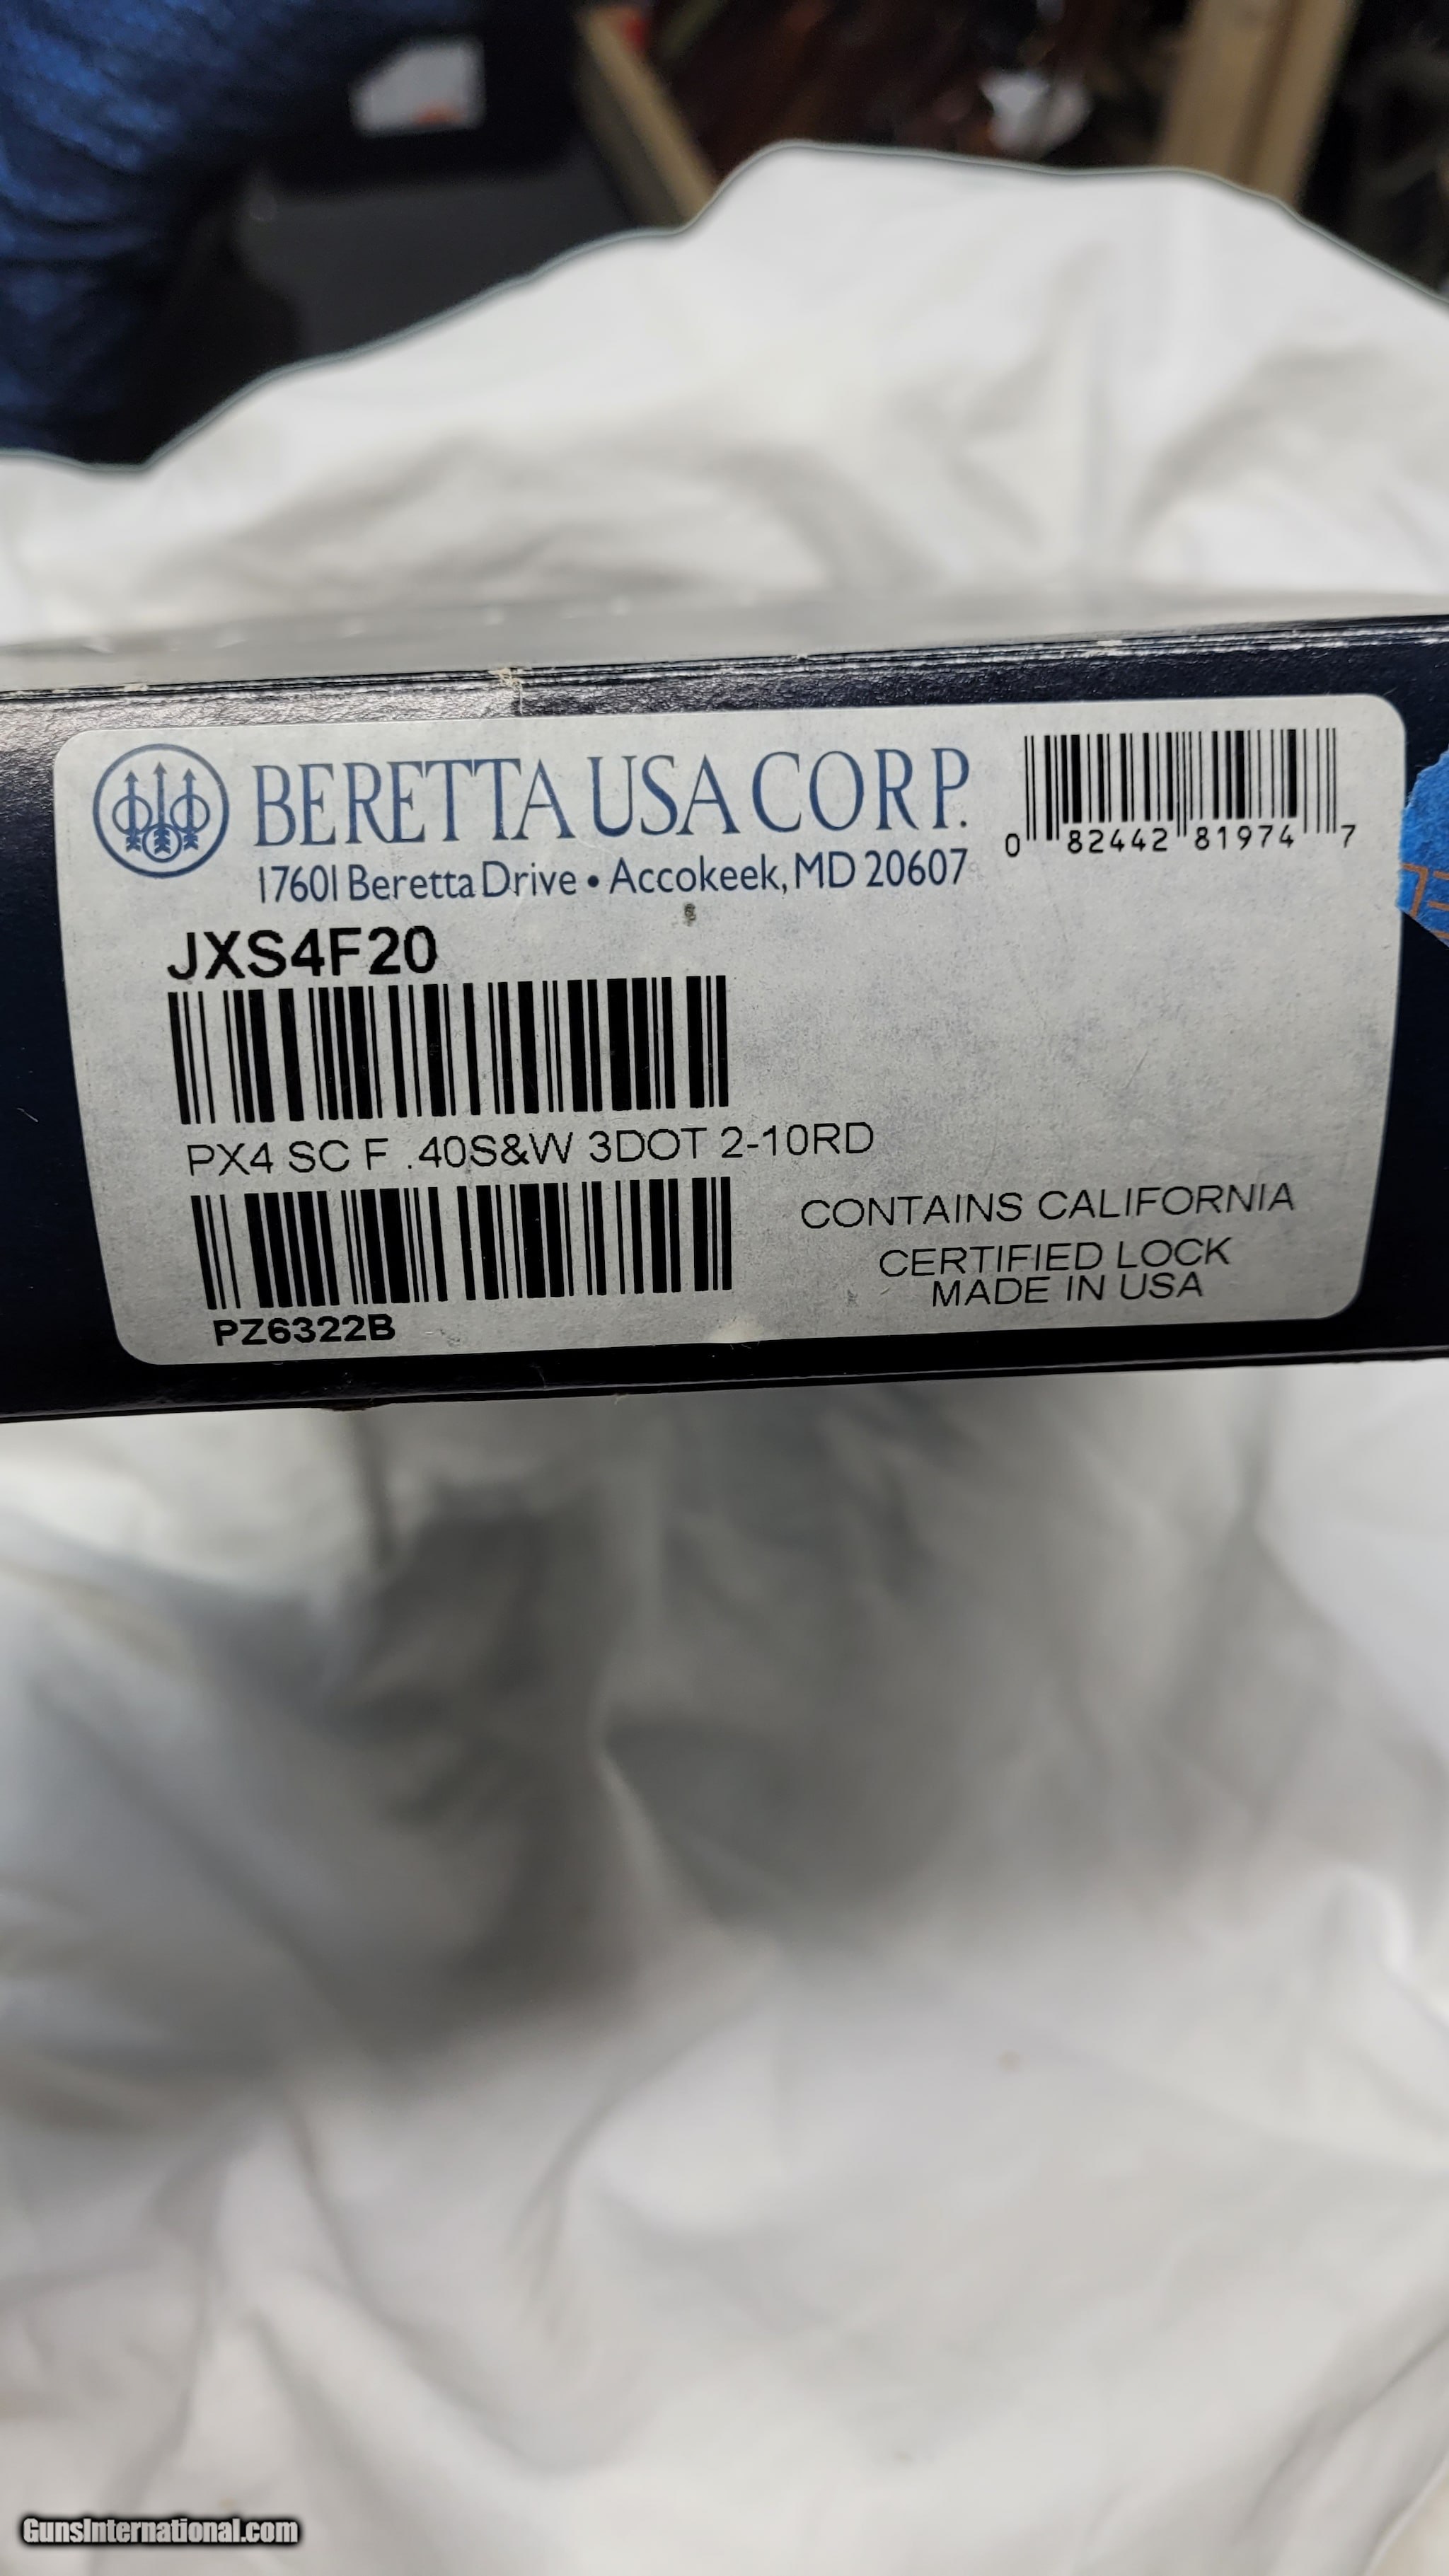 BERETTA USA CORP.
17601 Beretta Drive • Accokeek, MD 20607
0 82442 81974 7
JXS4F20
PX4 SC F .40S&W 3DOT 2-10RD
CONTAINS CALIFORNIA
CERTIFIED LOCK
MADE IN USA
PZ6322B
GunsInternational.com